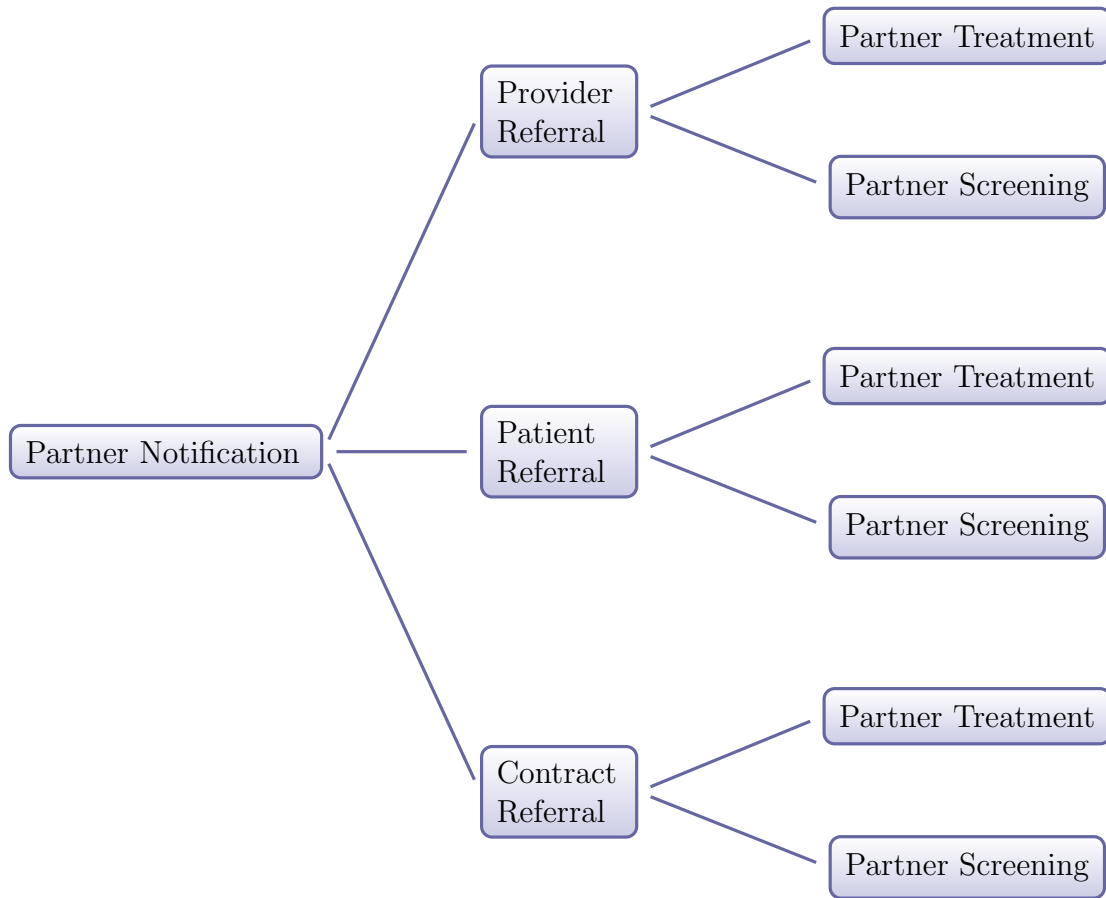 Partner Treatment
Provider
Referral
Partner Screening
Partner Treatment
Partner Notification
Patient
Referral
Partner Screening
Partner Treatment
Contract
Referral
Partner Screening